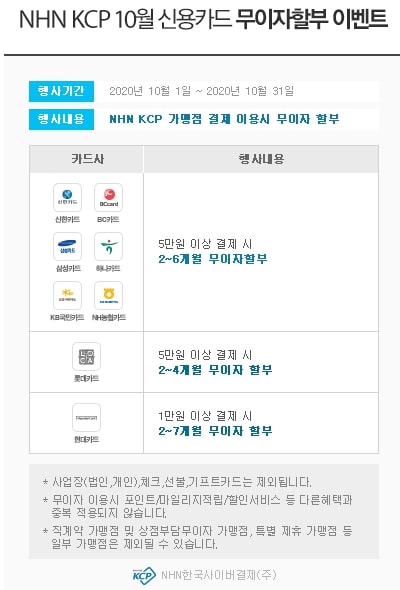 NHN KCP 10월 신용카드 무이자할부 이벤트
행사기간 2020년 10월 1일 ~ 2020년 10월 31일
행사내용 NHN KCP 가맹점 결제 이용시 무이자 할부
카드사 행사내용
신한카드 BCcard
신한카드 BC카드
삼성카드
삼성카드 하나카드
KB국민카드 NH농협카드
5만원 이상 결제 시
2~6개월 무이자할부
LOCA
롯데카드
5만원 이상 결제 시
2~4개월 무이자 할부
현대카드
1만원 이상 결제 시
2~7개월 무이자 할부
* 사업장(법인,개인),체크,선불,기프트카드는 제외됩니다.
* 무이자 이용시 포인트/마일리지적립/할인서비스 등 다른혜택과
중복 적용되지 않습니다.
* 직계약 가맹점 및 상점부담무이자 가맹점, 특별 제휴 가맹점 등
일부 가맹점은 제외될 수 있습니다.
KCP NHN한국사이버결제(주)